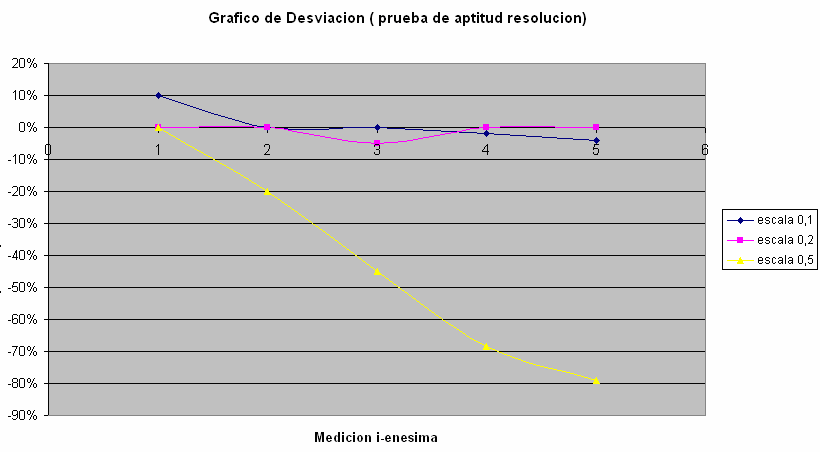 Grafico de Desviacion ( prueba de aptitud resolucion)
20%
10%
0%
-10%
-20%
-30%
-40%
-50%
-60%
-70%
-80%
-90%
0 1 2 3 4 5 6
escala 0,1
escala 0,2
escala 0,5
Medicion i-enesima